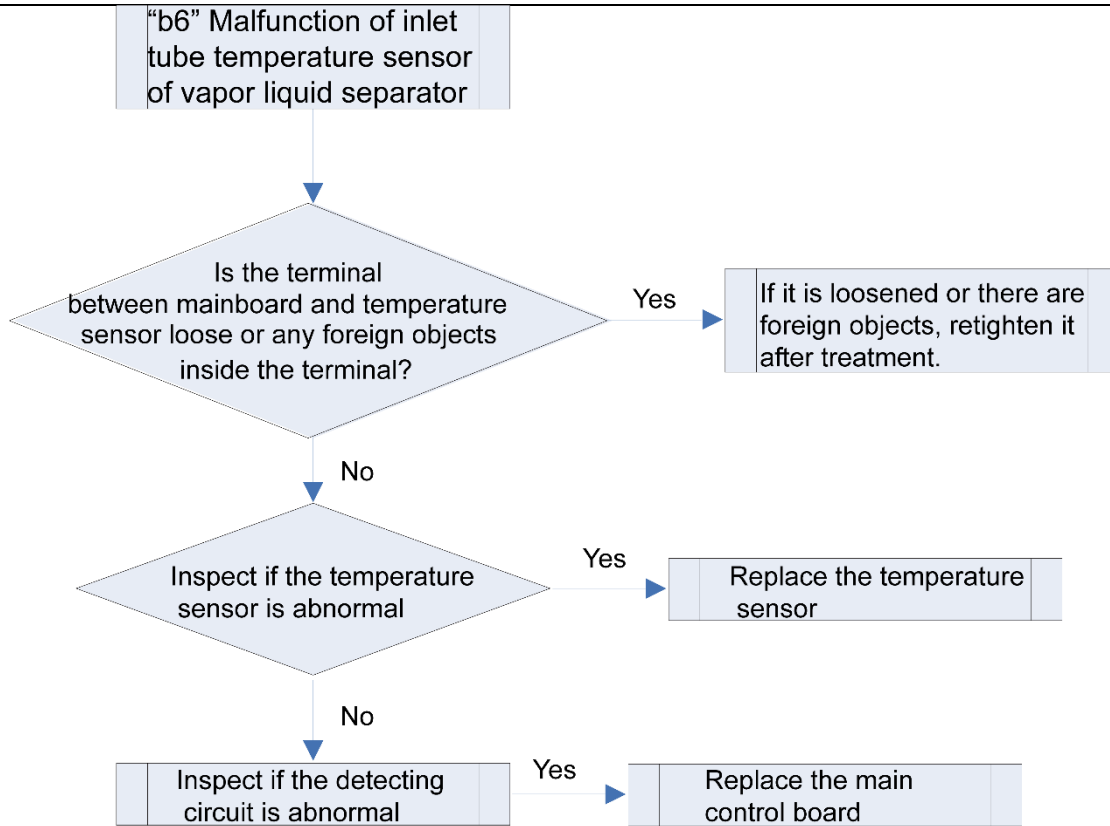 “b6” Malfunction of inlet
tube temperature sensor
of vapor liquid separator
Is the terminal
between mainboard and temperature
sensor loose or any foreign objects
inside the terminal?
Yes
If it is loosened or there are
foreign objects, retighten it
after treatment.
No
Inspect if the temperature
sensor is abnormal
Yes
Replace the temperature
sensor
No
Inspect if the detecting
circuit is abnormal
Yes
Replace the main
control board